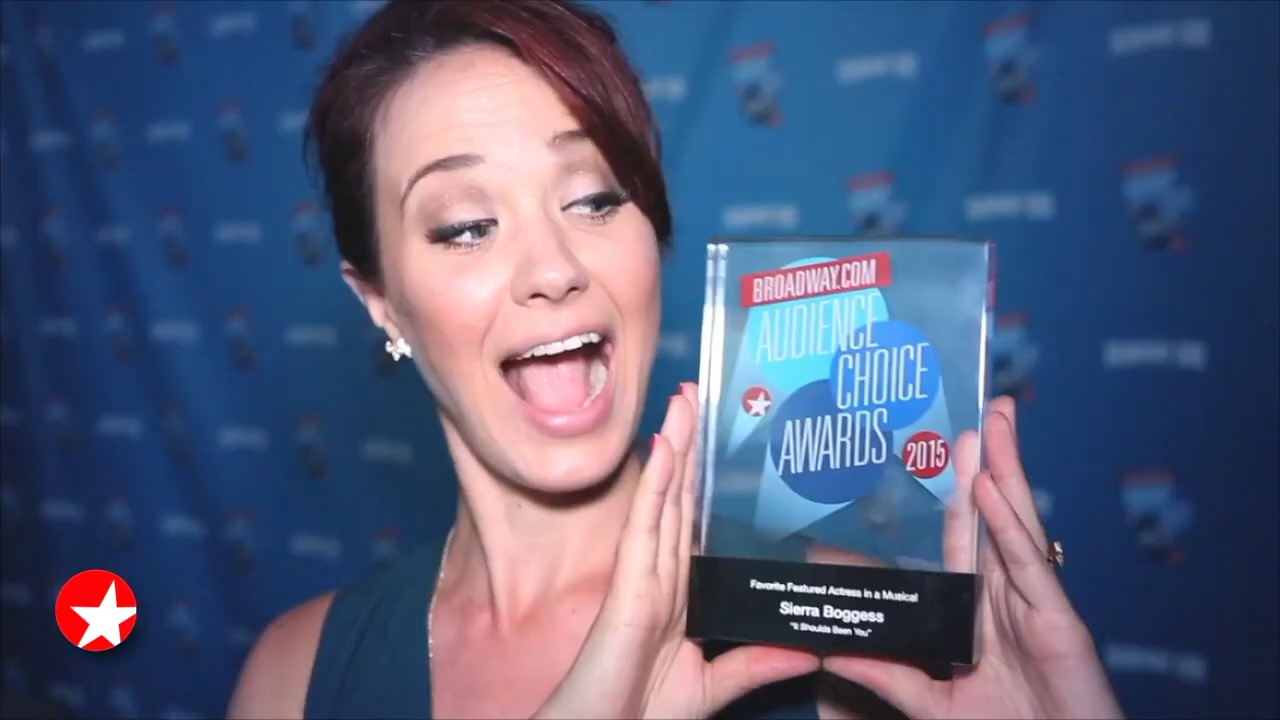 BROADWAY.COM
AUDIENCE
CHOICE
AWARDS
2015
Favorite Featured Actress in a Musical
Sierra Boggess
"It Shoulda Been You"